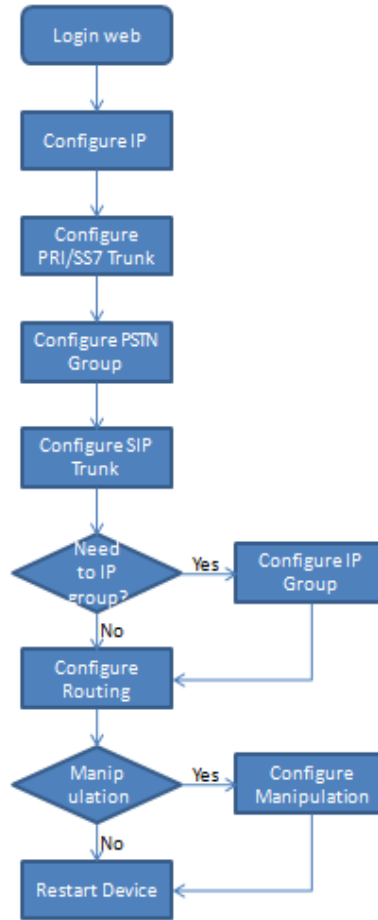 Login web
Configure IP
Configure
PRI/SS7 Trunk
Configure PSTN
Group
Configure SIP
Trunk
Need
to IP
group?
Yes
Configure IP
Group
No
Configure
Routing
Manip
ulation
Yes
Configure
Manipulation
No
Restart Device